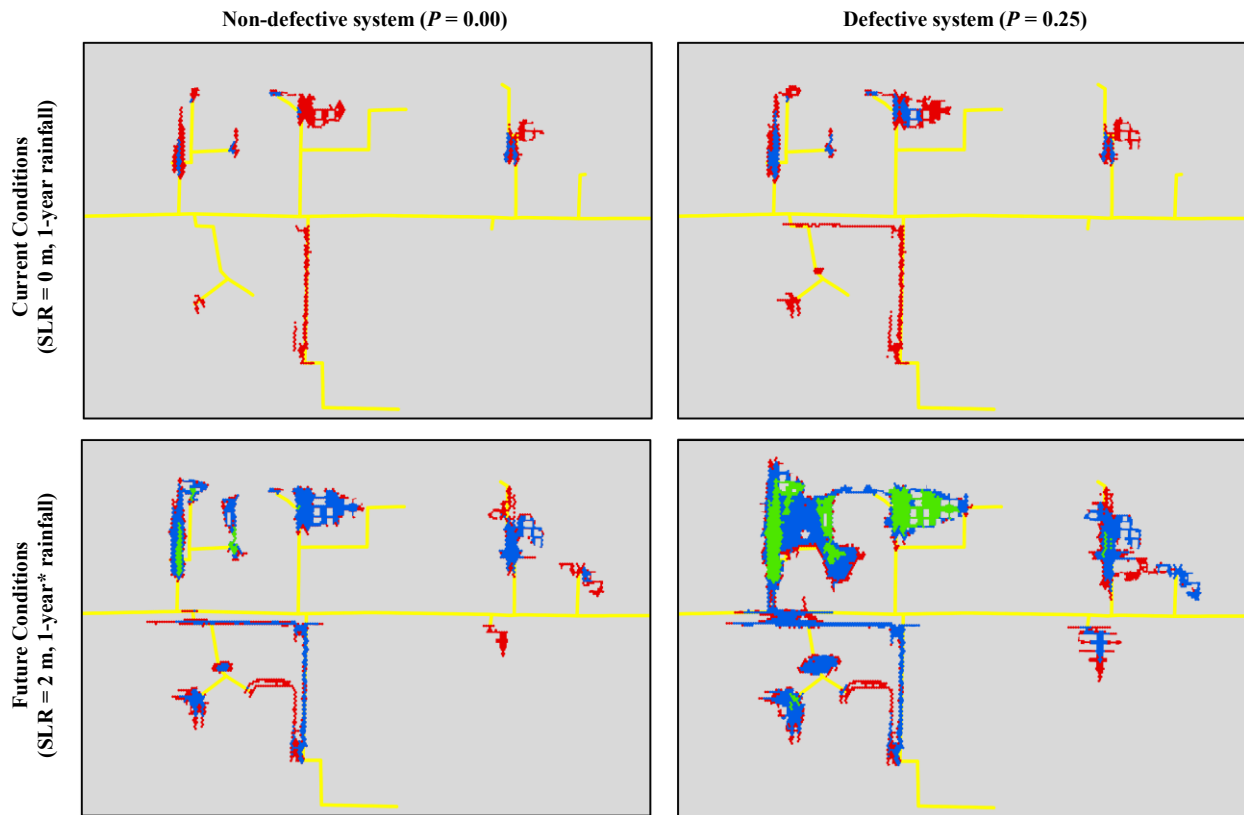 Non-defective system (P = 0.00)
Defective system (P = 0.25)
Current Conditions
(SLR = 0 m, 1-year rainfall)
Future Conditions
(SLR = 2 m, 1-year* rainfall)